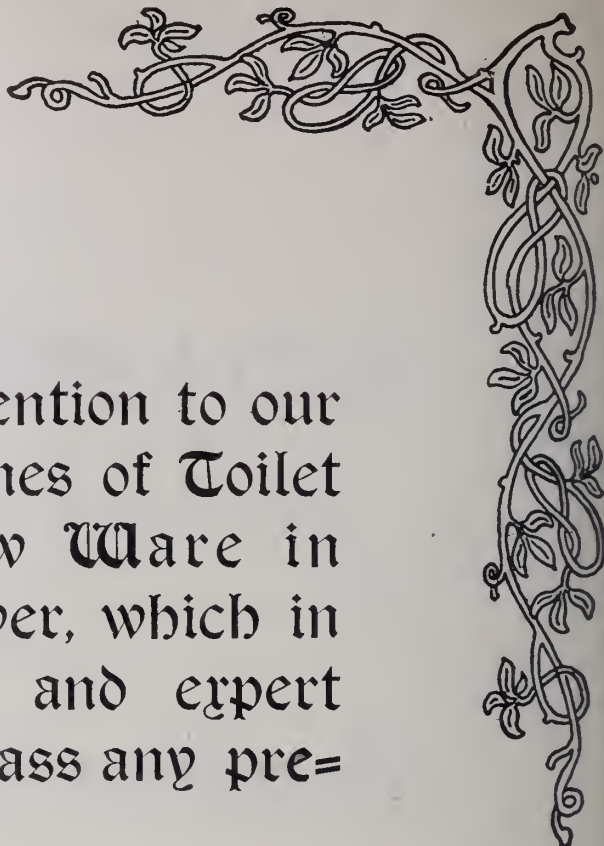 ention to our
nes of Toilet
w Ware in
per, which in
and expert
ass any pre=